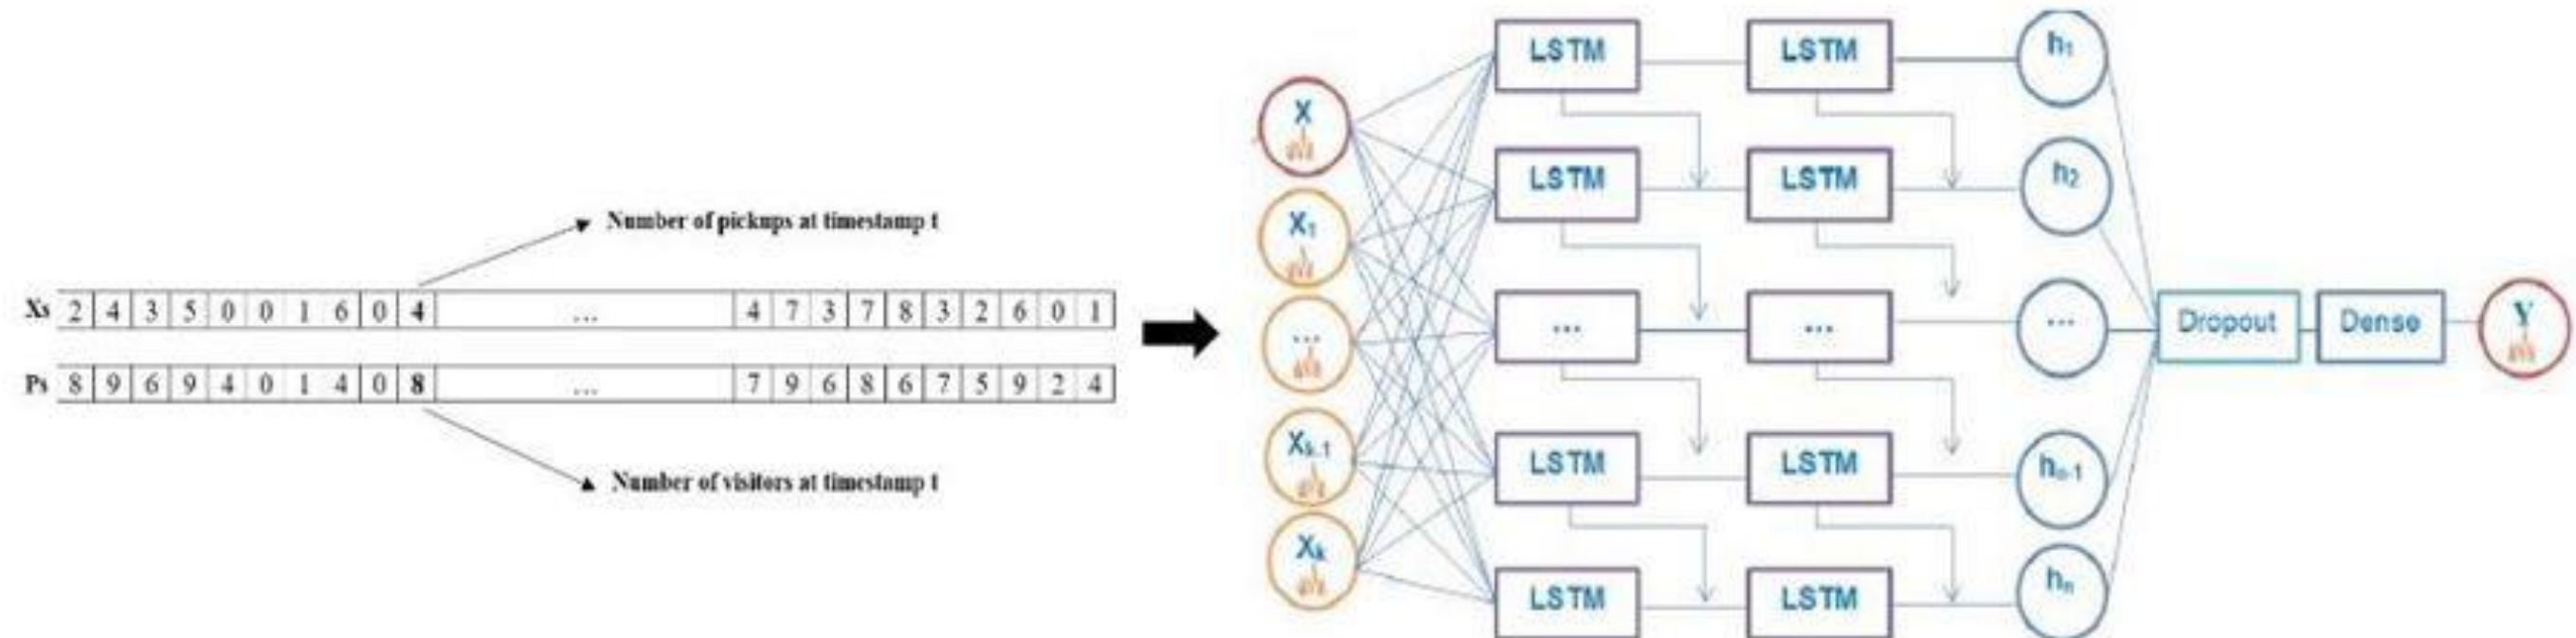 Number of pickups at timestamp t
Xs 2 4 3 5 0 0 1 6 0 4 ... 4 7 3 7 8 3 2 6 0 1
Ps 8 9 6 9 4 0 1 4 0 8 ... 7 9 6 8 6 7 5 9 2 4
Number of visitors at timestamp t
X
X1
...
Xk-1
Xk
LSTM LSTM h1
LSTM LSTM h2
... ... ...
LSTM LSTM hn-1
LSTM LSTM hn
Dropout Dense Y